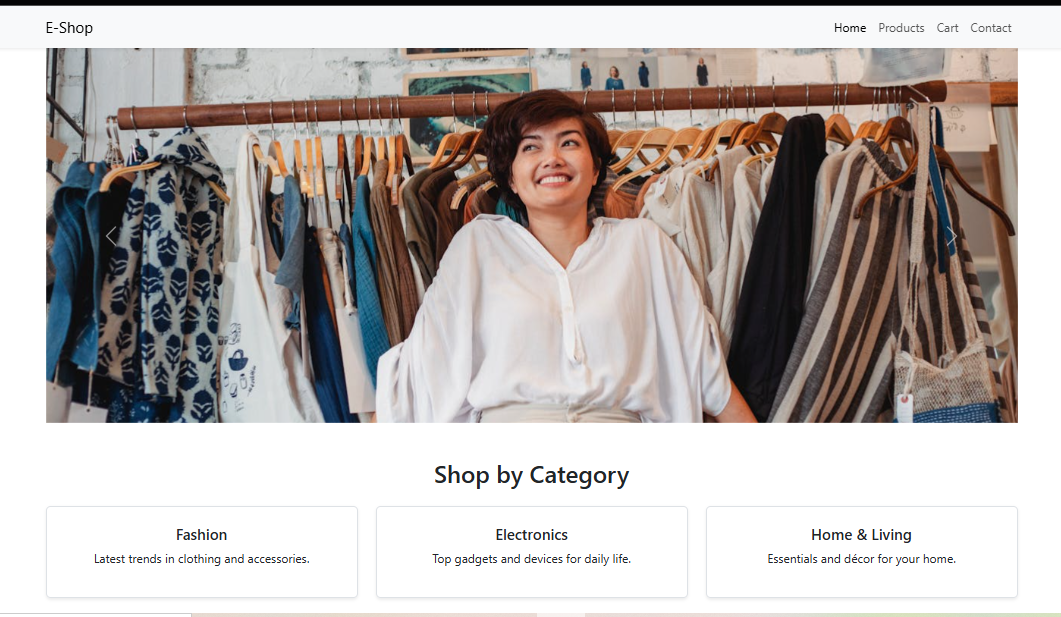 E-Shop
Home Products Cart Contact
Shop by Category
Fashion
Latest trends in clothing and accessories.
Electronics
Top gadgets and devices for daily life.
Home & Living
Essentials and décor for your home.